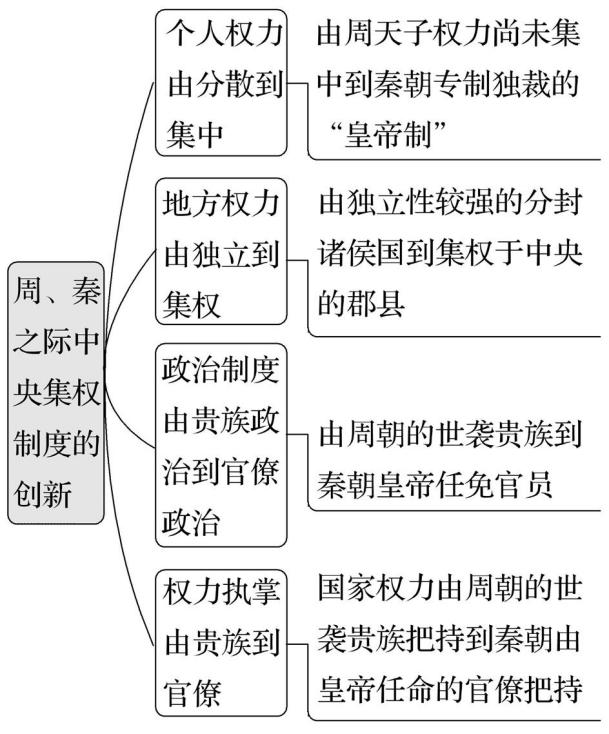 周、秦
之际中
央集权
制度的
创新
个人权力
由分散到
集中
由周天子权力尚未集
中到秦朝专制独裁的
“皇帝制”
地方权力
由独立到
集权
由独立性较强的分封
诸侯国到集权于中央
的郡县
政治制度
由贵族政
治到官僚
政治
由周朝的世袭贵族到
秦朝皇帝任免官员
权力执掌
由贵族到
官僚
国家权力由周朝的世
袭贵族把持到秦朝由
皇帝任命的官僚把持